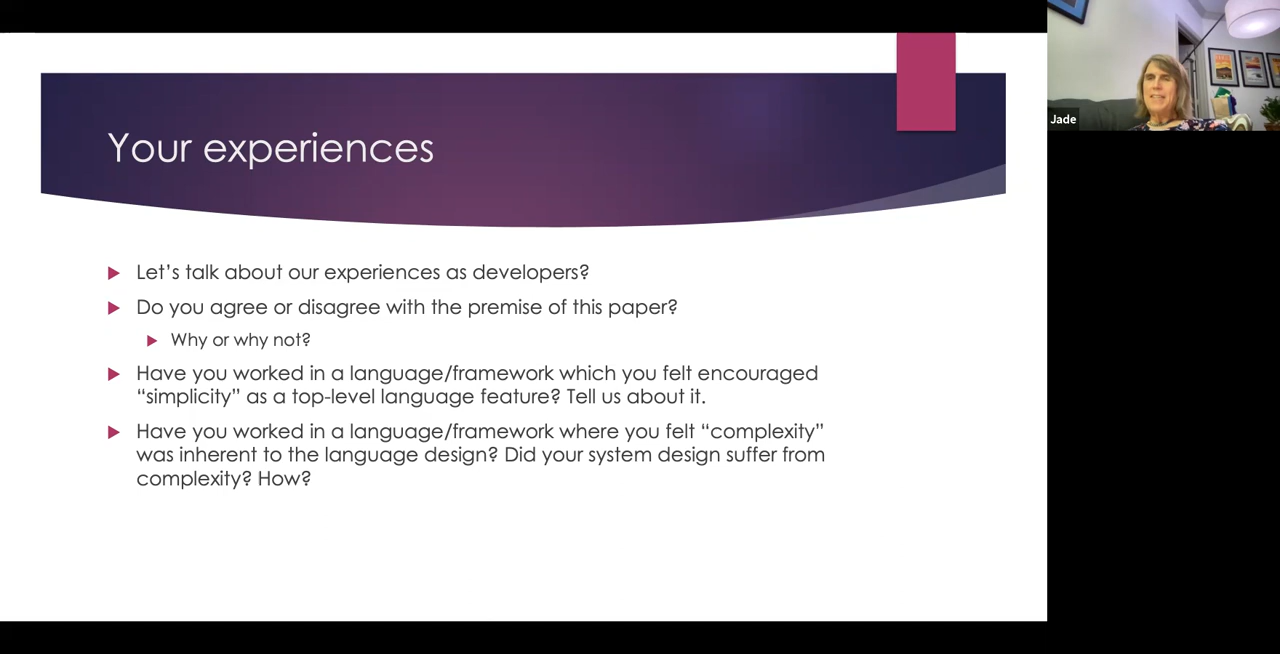 Your experiences
Let's talk about our experiences as developers?
Do you agree or disagree with the premise of this paper?
Why or why not?
Have you worked in a language/framework which you felt encouraged
“simplicity” as a top-level language feature? Tell us about it.
Have you worked in a language/framework where you felt “complexity”
was inherent to the language design? Did your system design suffer from
complexity? How?
Jade